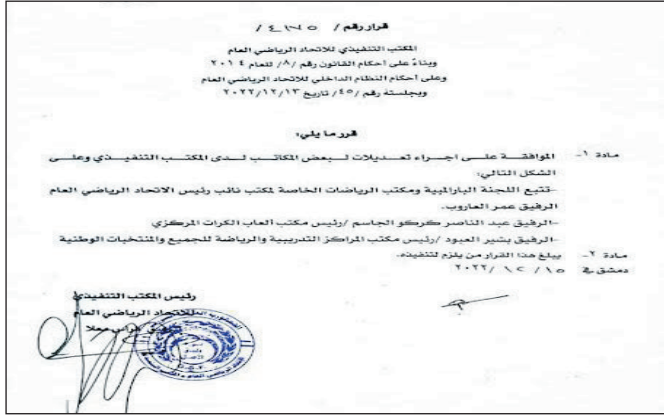 قرار رقم / ٤١٧٥ /
المكتب التنفيذي للاتحاد الرياضي العام
وبناءً على أحكام القانون رقم /٨/ للعام ٢٠١٤
وعلى أحكام النظام الداخلي للاتحاد الرياضي العام
وبجلسته رقم /٤٥/ تاريخ ٢٠٢٢/١٢/١٣
قرر ما يلي:
مادة ١- الموافقة على اجراء تعديلات لبعض المكاتب لدى المكتب التنفيذي وعلى
الشكل التالي:
-تتبع اللجنة البارالمبية ومكتب الرياضات الخاصة لمكتب نائب رئيس الاتحاد الرياضي العام
الرفيق عمر العاروب.
-الرفيق عبد الناصر كركو الجاسم /رئيس مكتب ألعاب الكرات المركزي
-الرفيق بشير العبود /رئيس مكتب المراكز التدريبية والرياضة للجميع والمنتخبات الوطنية
مادة ٢- يبلغ هذا القرار من يلزم لتنفيذه.
دمشق في ١٥ / ١٢ / ٢٠٢٢
رئيس المكتب التنفيذي
للاتحاد الرياضي العام
فراس معلا